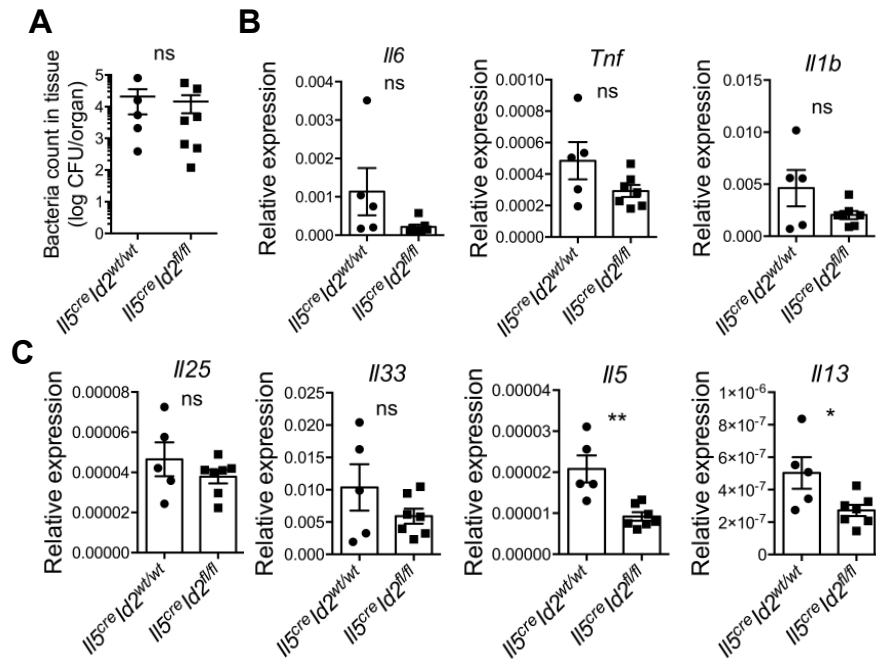 A
ns
Bacteria count in tissue
(log CFU/organ)
5
4
3
2
1
0
Il5creId2wt/wt
Il5creId2fl/fl
B
Il6
ns
Relative expression
0.004
0.003
0.002
0.001
0.000
Il5creId2wt/wt
Il5creId2fl/fl
Tnf
ns
Relative expression
0.0010
0.0008
0.0006
0.0004
0.0002
0.0000
Il5creId2wt/wt
Il5creId2fl/fl
Il1b
ns
Relative expression
0.015
0.010
0.005
0.000
Il5creId2wt/wt
Il5creId2fl/fl
C
Il25
ns
Relative expression
0.00008
0.00006
0.00004
0.00002
0.00000
Il5creId2wt/wt
Il5creId2fl/fl
Il33
ns
Relative expression
0.025
0.020
0.015
0.010
0.005
0.000
Il5creId2wt/wt
Il5creId2fl/fl
Il5
**
Relative expression
0.00004
0.00003
0.00002
0.00001
0.00000
Il5creId2wt/wt
Il5creId2fl/fl
Il13
*
Relative expression
1×10-6
8×10-7
6×10-7
4×10-7
2×10-7
0
Il5creId2wt/wt
Il5creId2fl/fl